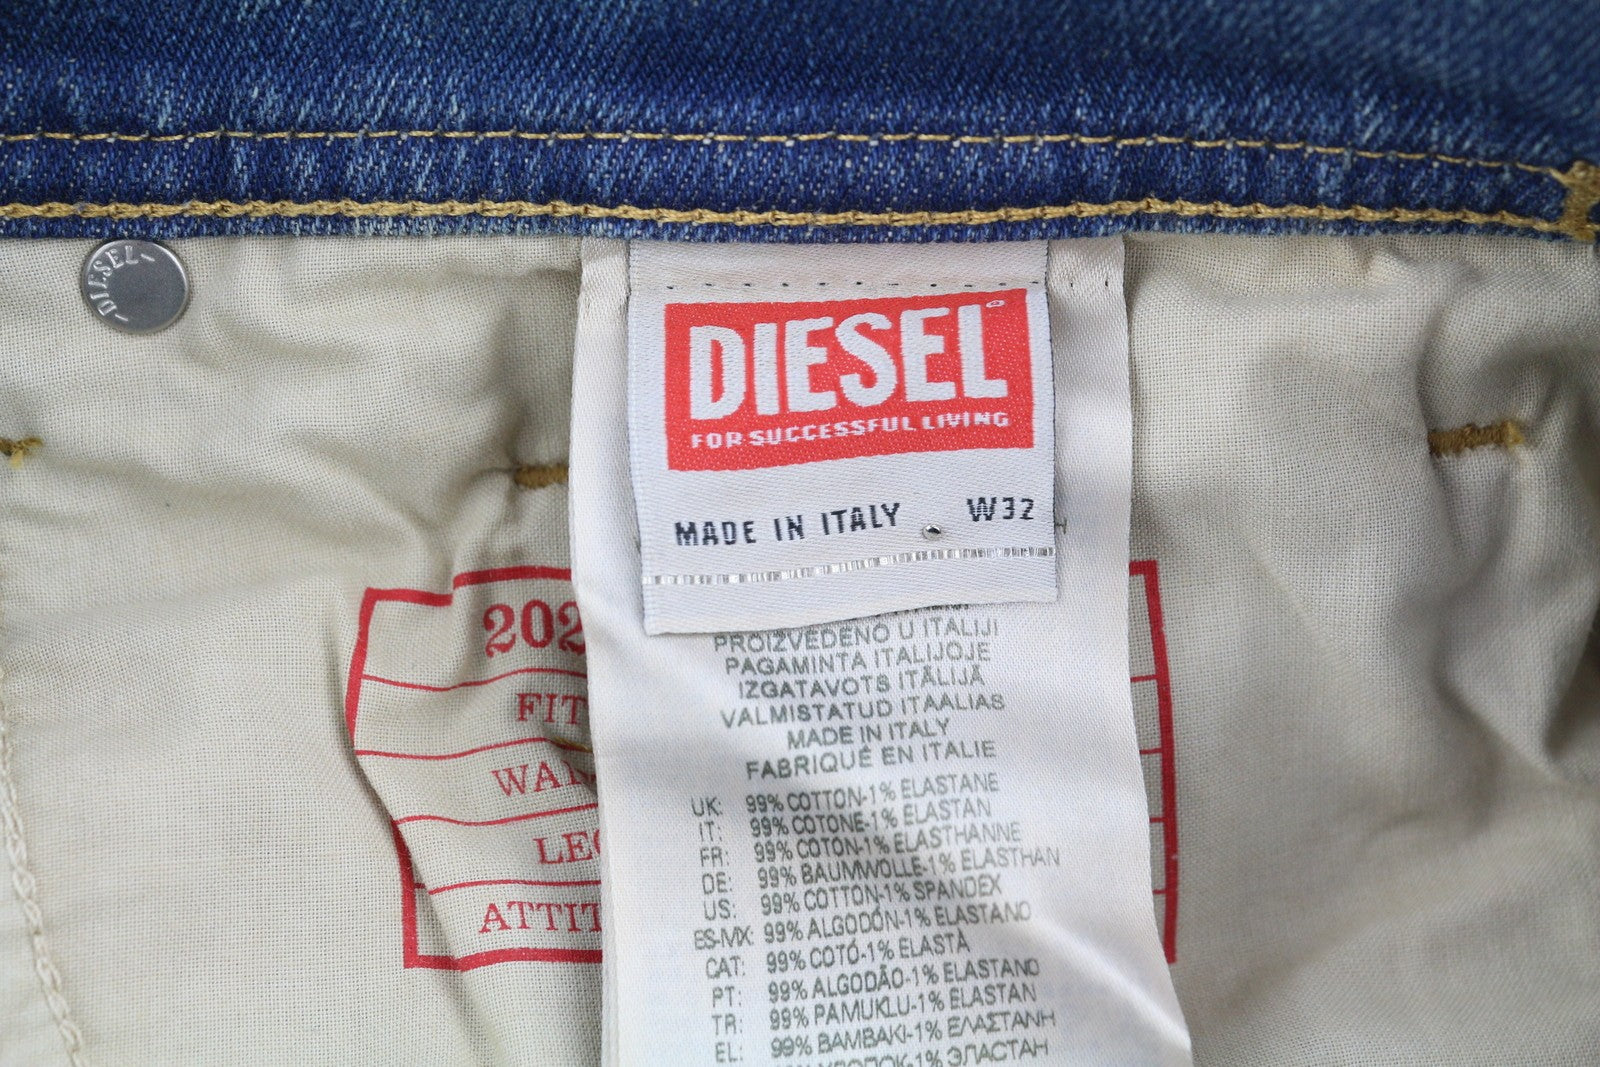 DIESEL
DIESEL
FOR SUCCESSFUL LIVING
MADE IN ITALY W32
202
FIT
WAI
LEG
ATTIT
PROIZVEDENO U ITALIJI
PAGAMINTA ITALIJOJE
IZGATAVOTS ITĀLIJĀ
VALMISTATUD ITAALIAS
MADE IN ITALY
FABRIQUÉ EN ITALIE
UK: 99% COTTON-1% ELASTANE
IT: 99% COTONE-1% ELASTAN
FR: 99% COTON-1% ELASTHANNE
DE: 99% BAUMWOLLE-1% ELASTHAN
US: 99% COTTON-1% SPANDEX
ES-MX: 99% ALGODÓN-1% ELASTANO
CAT: 99% COTÓ-1% ELASTÀ
PT: 99% ALGODÃO-1% ELASTANO
TR: 99% PAMUKLU-1% ELASTAN
EL: 99% ΒΑΜΒΑΚΙ-1% ΕΛΑΣΤΑΝΗ
ХЛОПОК-1% ЭЛАСТАН